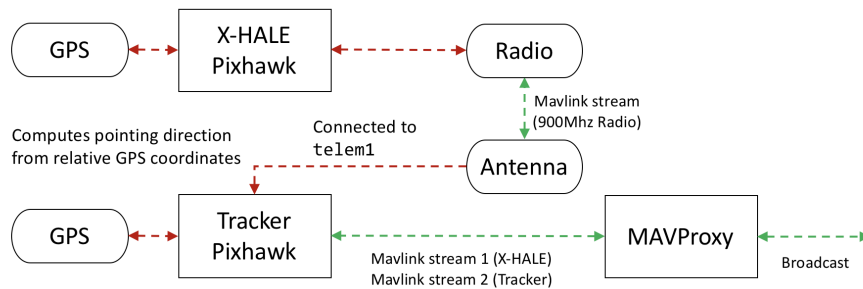 GPS
X-HALE
Pixhawk
Radio
Mavlink stream
(900Mhz Radio)
Computes pointing direction
from relative GPS coordinates
Connected to
telem1
Antenna
GPS
Tracker
Pixhawk
MAVProxy
Mavlink stream 1 (X-HALE)
Mavlink stream 2 (Tracker)
Broadcast